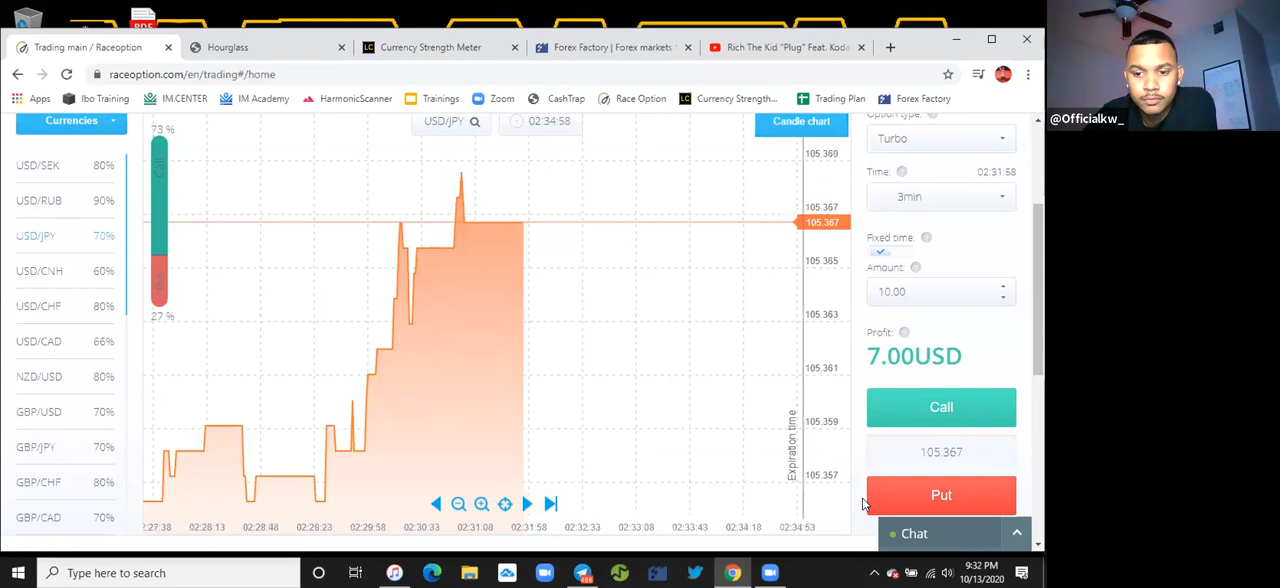 PDF
Trading main / Raceoption
Hourglass
LC Currency Strength Meter
Forex Factory | Forex markets
Rich The Kid "Plug" Feat. Koda
raceoption.com/en/trading#/home
Apps
Ibo Training
IM.CENTER
IM Academy
HarmonicScanner
Trainings
Zoom
CashTrap
Race Option
LC Currency Strength...
Trading Plan
Forex Factory
@Officialkw_
Currencies
USD/SEK 80%
USD/RUB 90%
USD/JPY 70%
USD/CNH 60%
USD/CHF 80%
USD/CAD 66%
NZD/USD 80%
GBP/USD 70%
GBP/JPY 70%
GBP/CHF 80%
GBP/CAD 70%
73 %
Call
27 %
USD/JPY
02:34:58
Candle chart
105.369
105.367
105.367
105.365
105.363
105.361
105.359
105.357
Expiration time
02:28:13 02:28:48 02:29:23 02:29:58 02:30:33 02:31:08 02:31:58 02:32:33 02:33:08 02:33:43 02:34:18 02:34:53
Option type:
Turbo
Time: 02:31:58
3min
Fixed time:
Amount:
10.00
Profit:
7.00USD
Call
105.367
Put
Chat
Type here to search
9:32 PM
10/13/2020